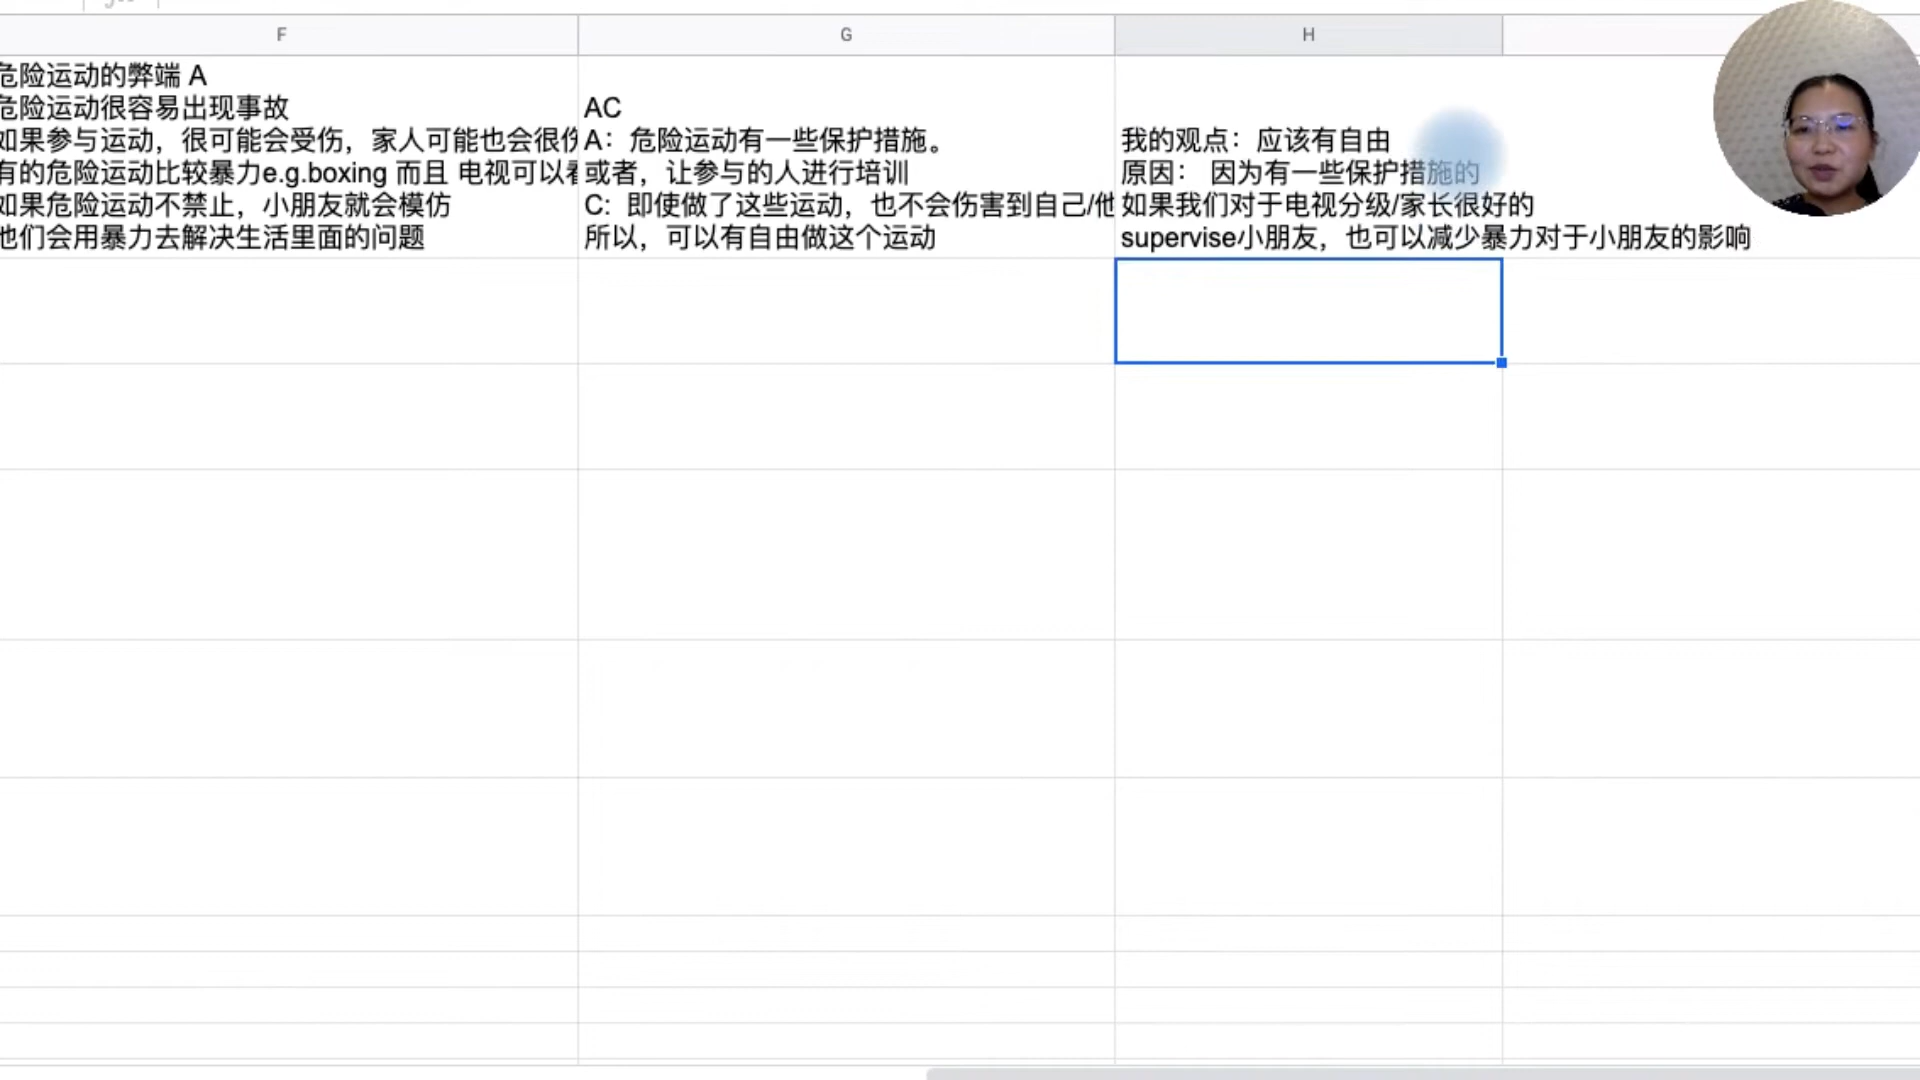 F
G
H
危险运动的弊端 A
危险运动很容易出现事故
如果参与运动，很可能会受伤，家人可能也会很
有的危险运动比较暴力e.g.boxing 而且 电视可以
如果危险运动不禁止，小朋友就会模仿
他们会用暴力去解决生活里面的问题
AC
A：危险运动有一些保护措施。
或者，让参与的人进行培训
C: 即使做了这些运动，也不会伤害到自己/他
所以，可以有自由做这个运动
我的观点：应该有自由
原因： 因为有一些保护措施的
如果我们对于电视分级/家长很好的
supervise小朋友，也可以减少暴力对于小朋友的影响